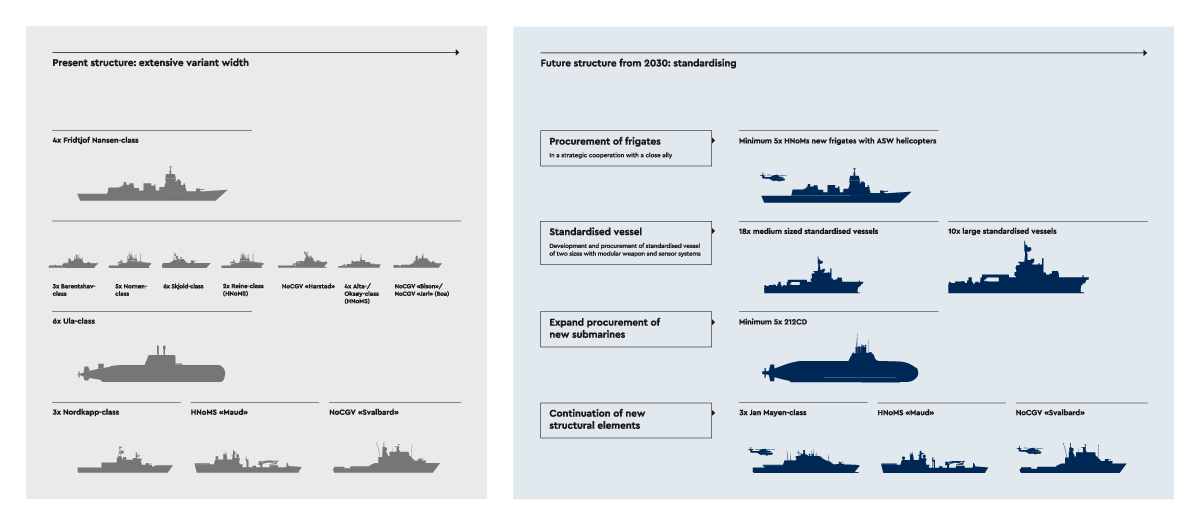 Present structure: extensive variant width
4x Fridtjof Nansen-class
3x Barentshav-
class
5x Nornen-
class
6x Skjold-class
2x Reine-class
(HNoMS)
NoCGV «Harstad»
4x Alta-/
Oksøy-class
(HNoMS)
NoCGV «Bison»/
NoCGV «Jarl» (Boa)
6x Ula-class
3x Nordkapp-class
HNoMS «Maud»
NoCGV «Svalbard»
Future structure from 2030: standardising
Procurement of frigates
In a strategic cooperation with a close ally
Minimum 5x HNoMs new frigates with ASW helicopters
Standardised vessel
Development and procurement of standardised vessel
of two sizes with modular weapon and sensor systems
18x medium sized standardised vessels
10x large standardised vessels
Expand procurement of
new submarines
Minimum 5x 212CD
Continuation of new
structural elements
3x Jan Mayen-class
HNoMS «Maud»
NoCGV «Svalbard»